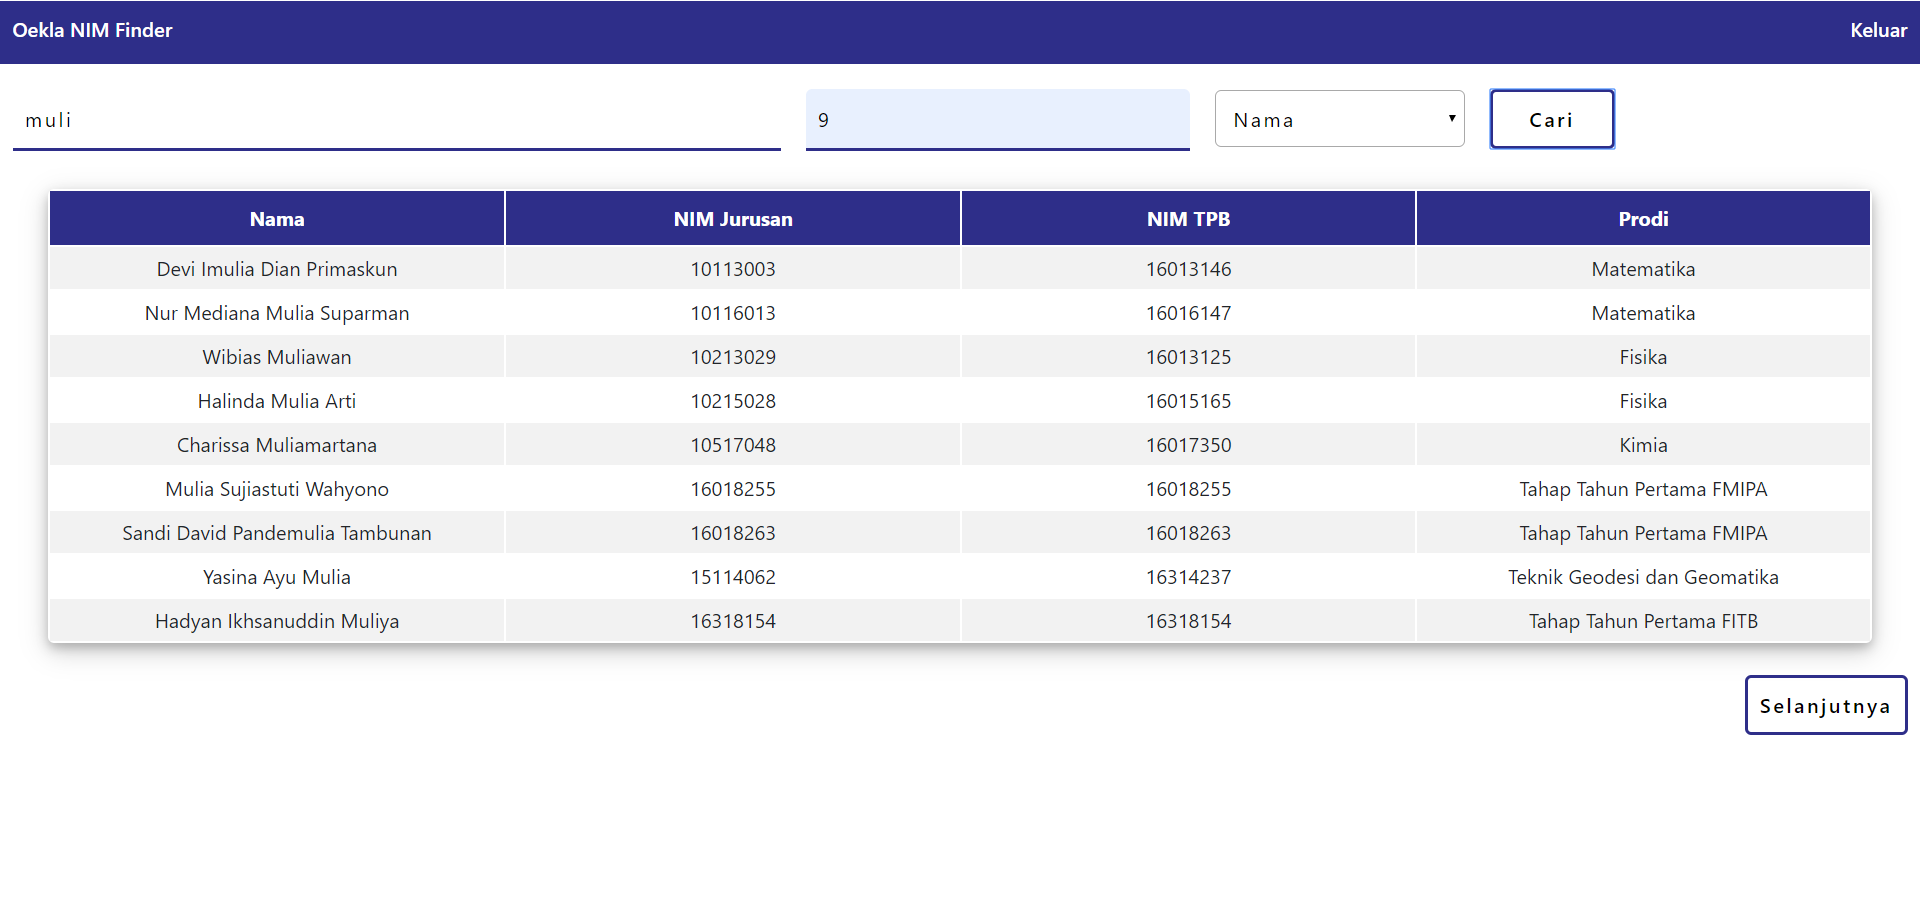 Oekla NIM Finder Keluar
muli 9 Nama Cari
Nama NIM Jurusan NIM TPB Prodi
Devi Imulia Dian Primaskun 10113003 16013146 Matematika
Nur Mediana Mulia Suparman 10116013 16016147 Matematika
Wibias Muliawan 10213029 16013125 Fisika
Halinda Mulia Arti 10215028 16015165 Fisika
Charissa Muliamartana 10517048 16017350 Kimia
Mulia Sujiastuti Wahyono 16018255 16018255 Tahap Tahun Pertama FMIPA
Sandi David Pandemulia Tambunan 16018263 16018263 Tahap Tahun Pertama FMIPA
Yasina Ayu Mulia 15114062 16314237 Teknik Geodesi dan Geomatika
Hadyan Ikhsanuddin Muliya 16318154 16318154 Tahap Tahun Pertama FITB
Selanjutnya